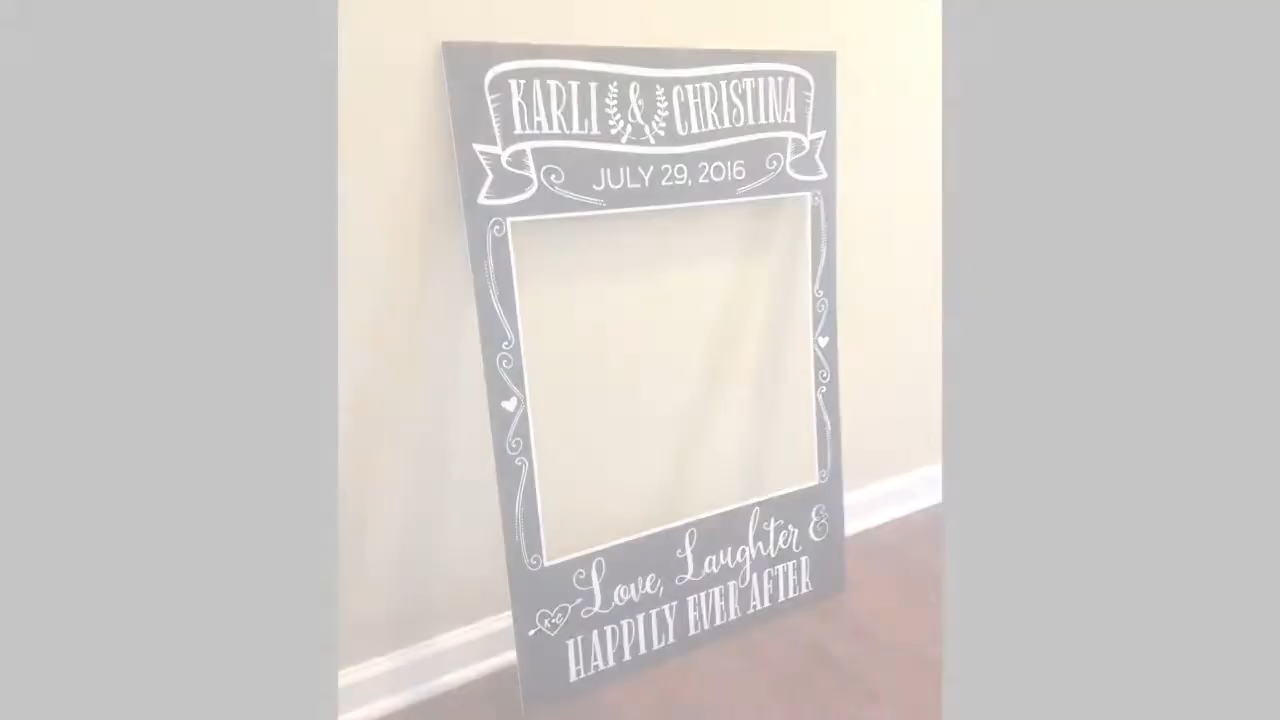 KARLI & CHRISTINA
JULY 29, 2016
Love, Laughter &
K+C
HAPPILY EVER AFTER